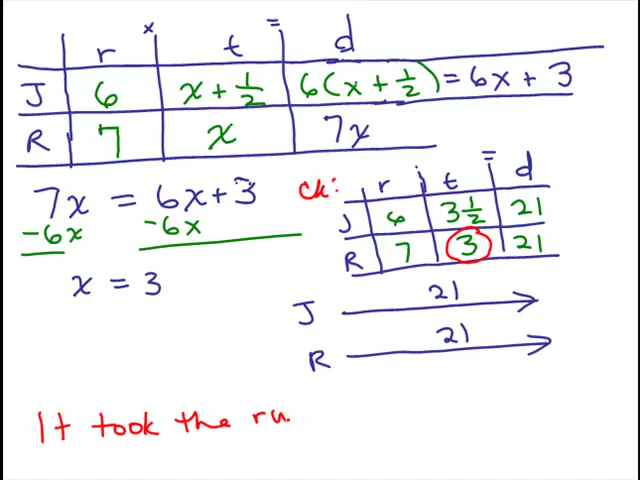 r × t = d
J 6 x + 1/2 6(x + 1/2) = 6x + 3
R 7 x 7x
7x = 6x + 3
-6x -6x
x = 3
ck:
r · t = d
J 6 3 1/2 21
R 7 3 21
J 21
R 21
It took the ru